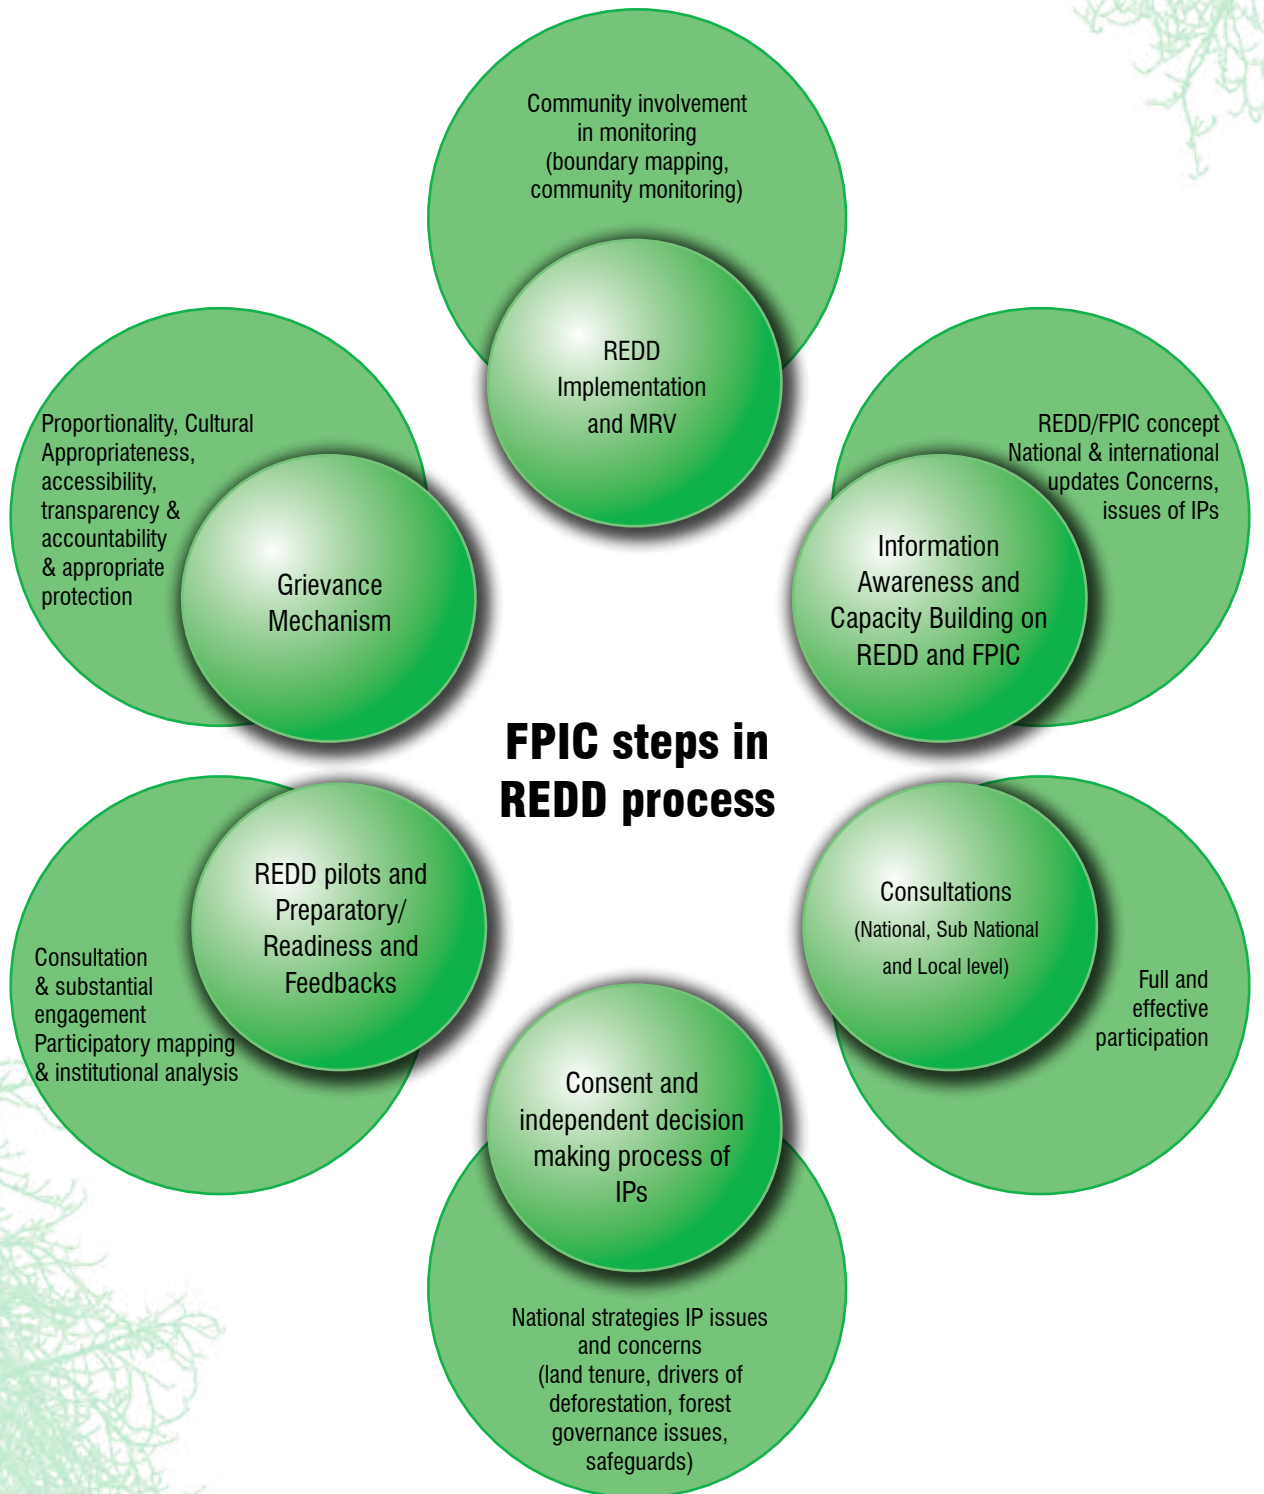 Community involvement
in monitoring
(boundary mapping,
community monitoring)
REDD
Implementation
and MRV
REDD/FPIC concept
National & international
updates Concerns,
issues of IPs
Information
Awareness and
Capacity Building on
REDD and FPIC
Proportionality, Cultural
Appropriateness,
accessibility,
transparency &
accountability
& appropriate
protection
Grievance
Mechanism
FPIC steps in
REDD process
REDD pilots and
Preparatory/
Readiness and
Feedbacks
Consultation
& substantial
engagement
Participatory mapping
& institutional analysis
Consultations
(National, Sub National
and Local level)
Full and
effective
participation
Consent and
independent decision
making process of
IPs
National strategies IP issues
and concerns
(land tenure, drivers of
deforestation, forest
governance issues,
safeguards)